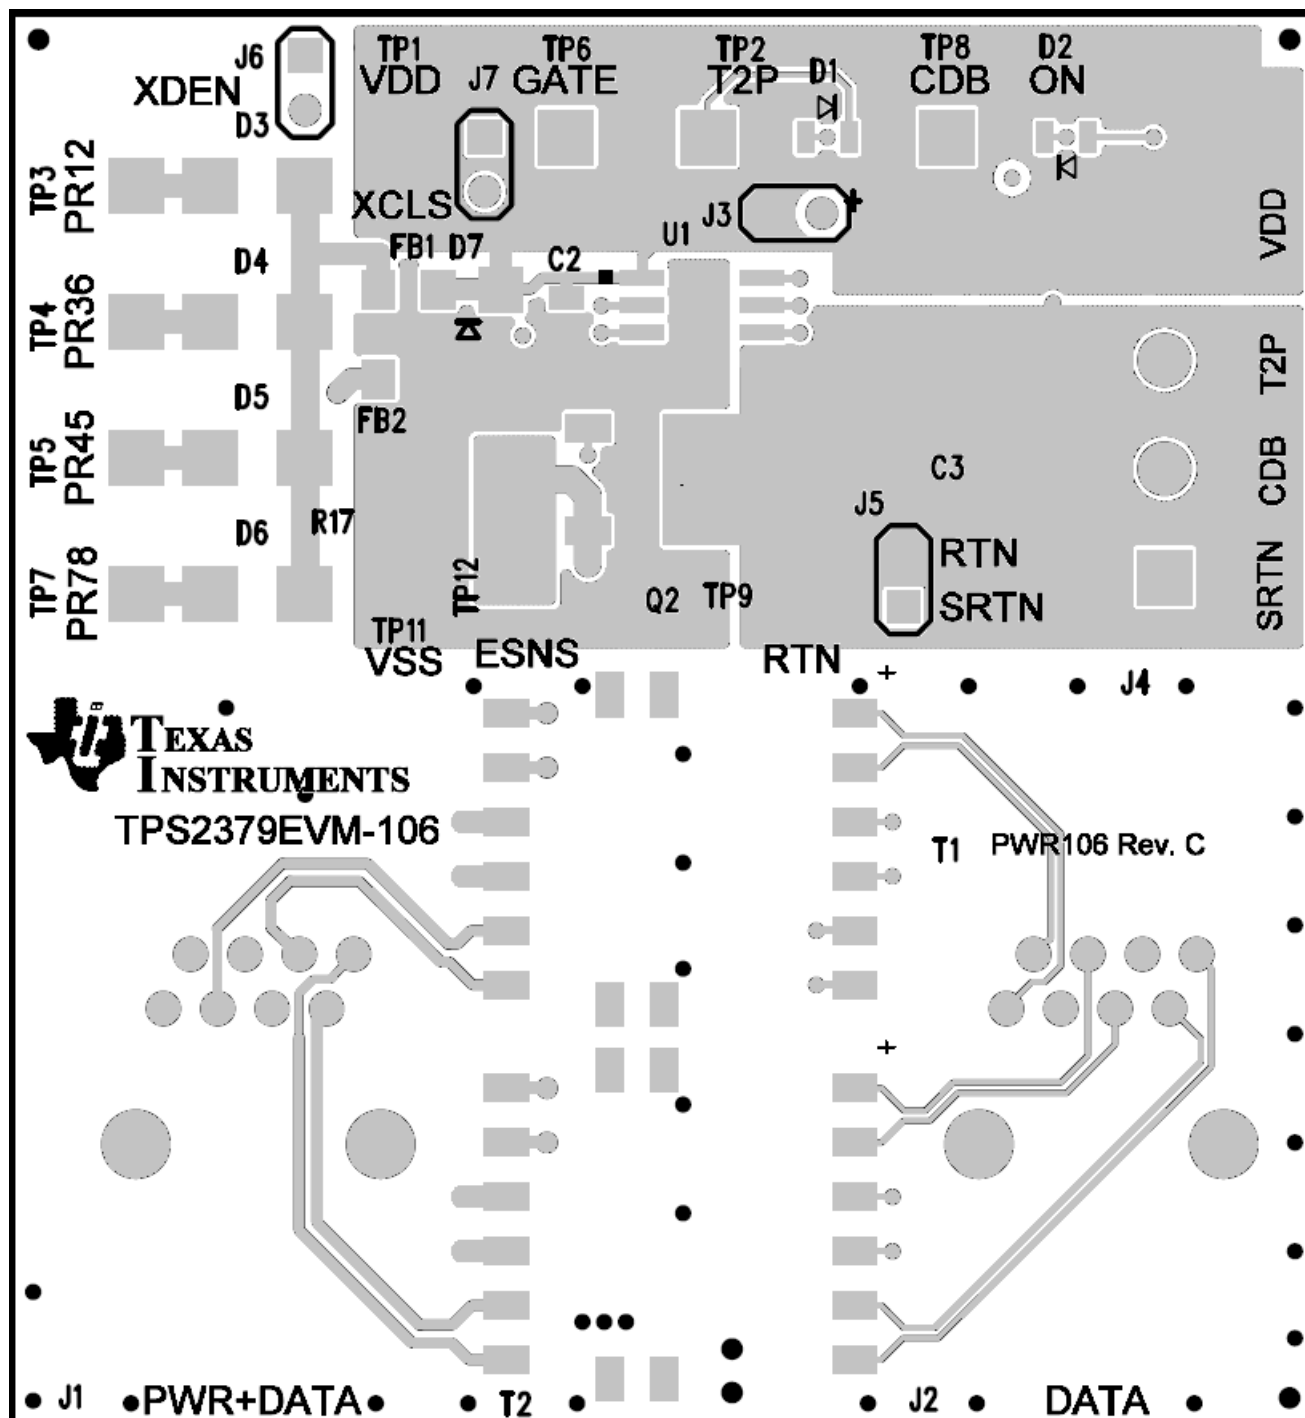 J6
XDEN
D3
TP1
VDD
J7
TP6
GATE
TP2
T2P
D1
TP8
CDB
D2
ON
TP3
PR12
XCLS
J3
+
VDD
FB1
D7
C2
U1
D4
TP4
PR36
T2P
D5
FB2
TP5
PR45
C3
CDB
J5
D6
R17
RTN
SRTN
TP7
PR78
TP12
Q2
TP9
SRTN
TP11
VSS
ESNS
RTN
+
J4
TEXAS
INSTRUMENTS
TPS2379EVM-106
T1
PWR106 Rev. C
+
J1
PWR+DATA
T2
J2
DATA